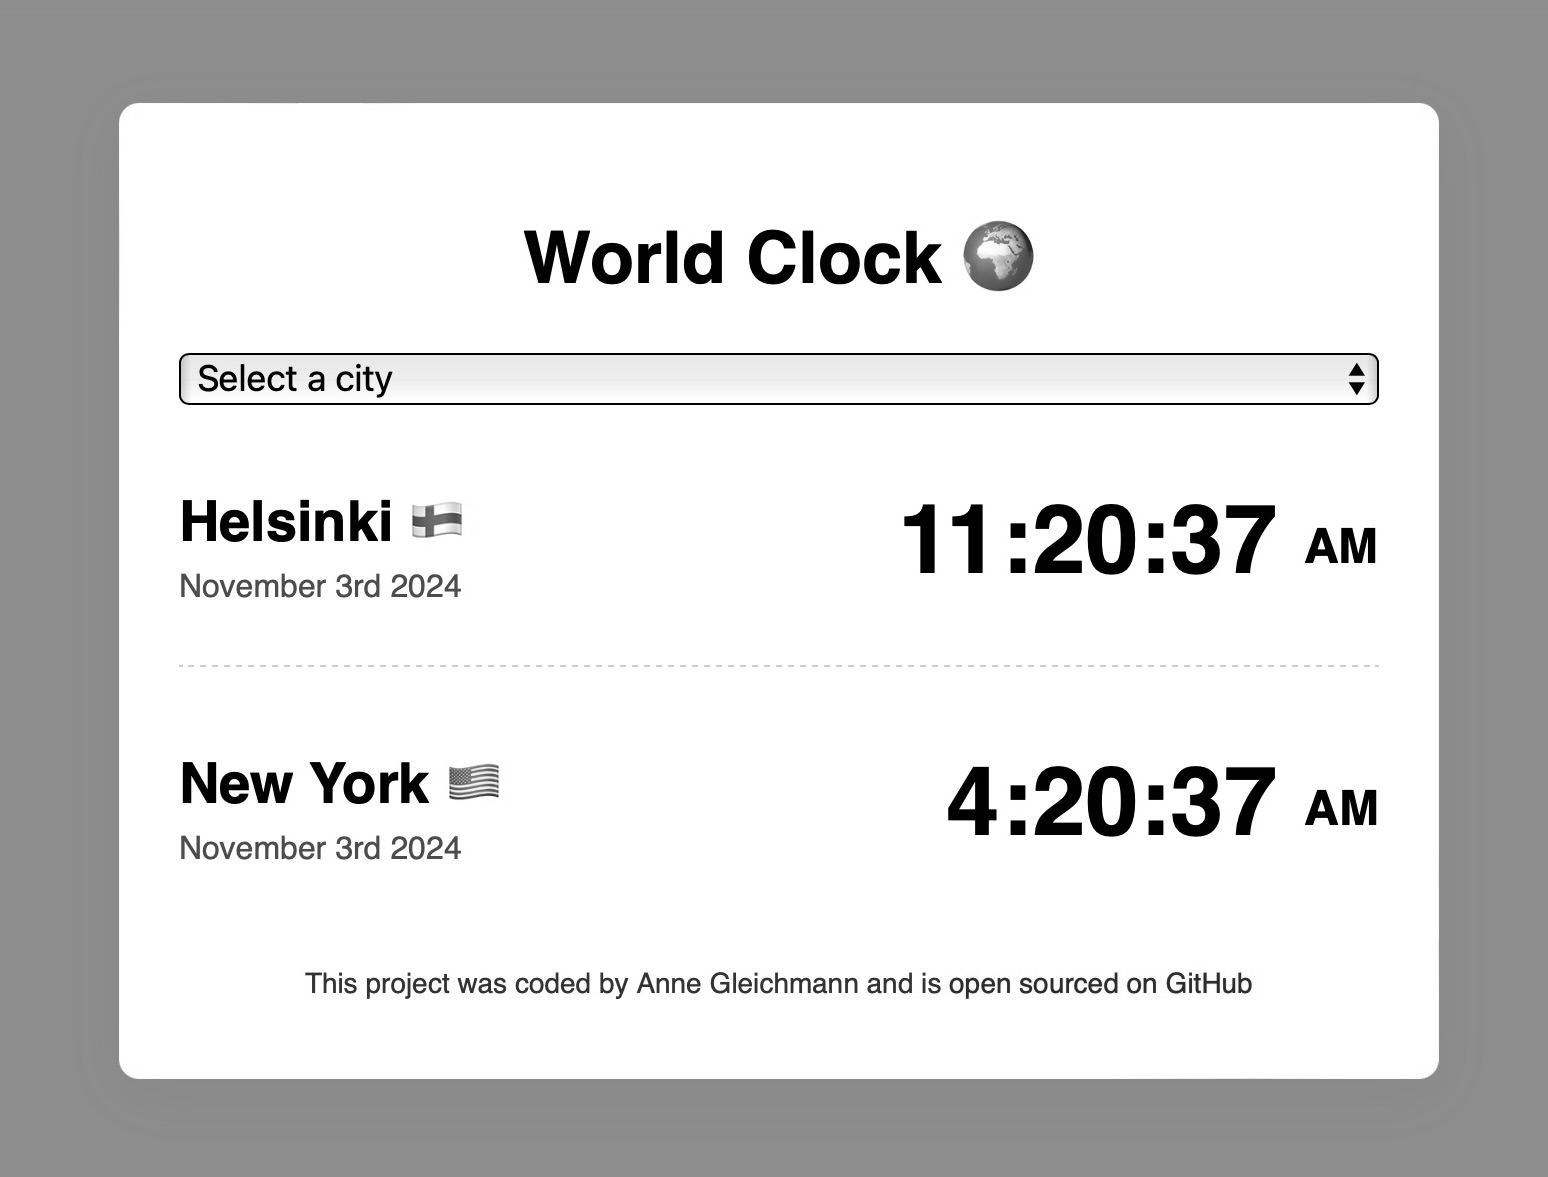 World Clock 🌍
Select a city
Helsinki 🇫🇮
11:20:37 AM
November 3rd 2024
New York 🇺🇸
4:20:37 AM
November 3rd 2024
This project was coded by Anne Gleichmann and is open sourced on GitHub